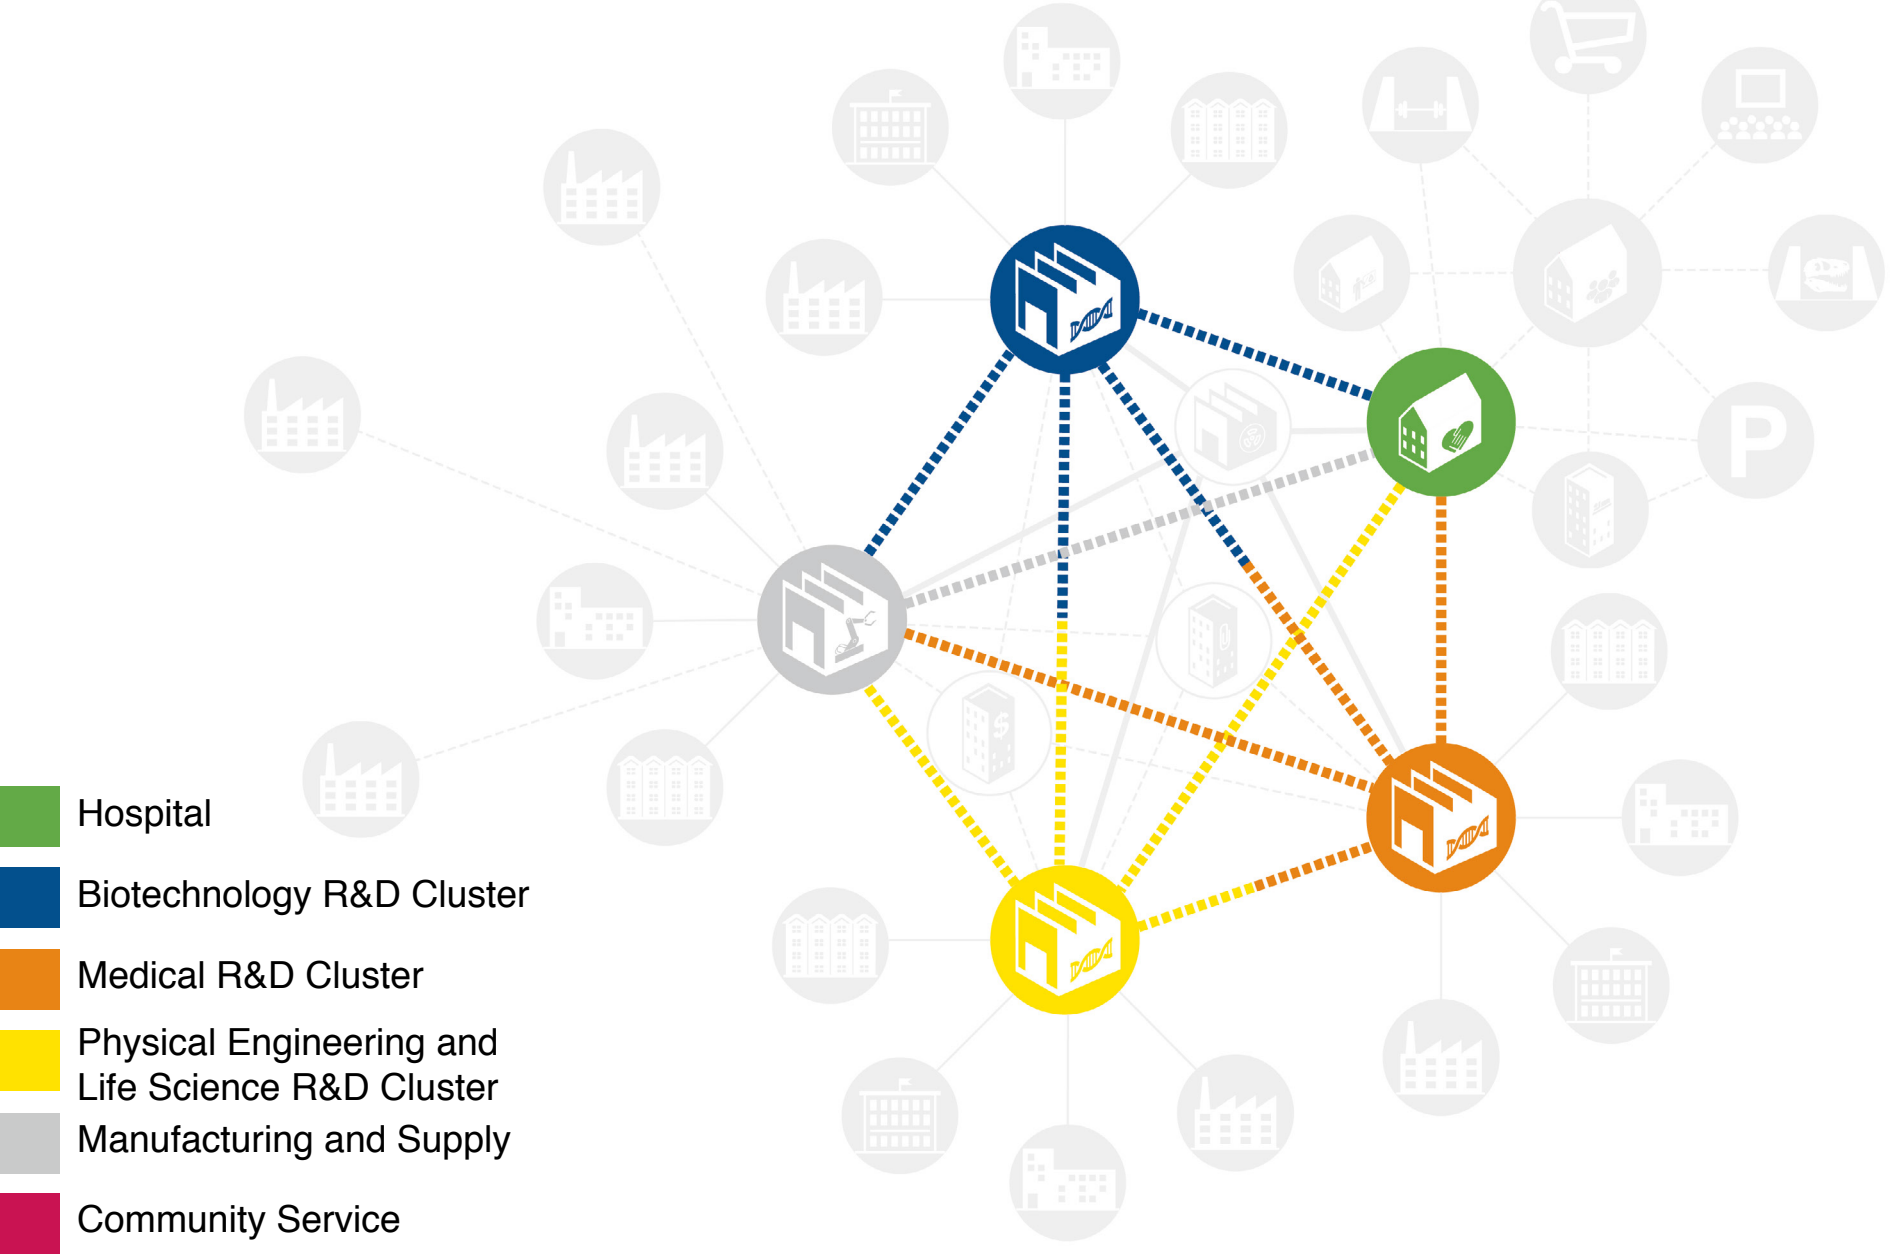 P
$
Hospital
Biotechnology R&D Cluster
Medical R&D Cluster
Physical Engineering and
Life Science R&D Cluster
Manufacturing and Supply
Community Service